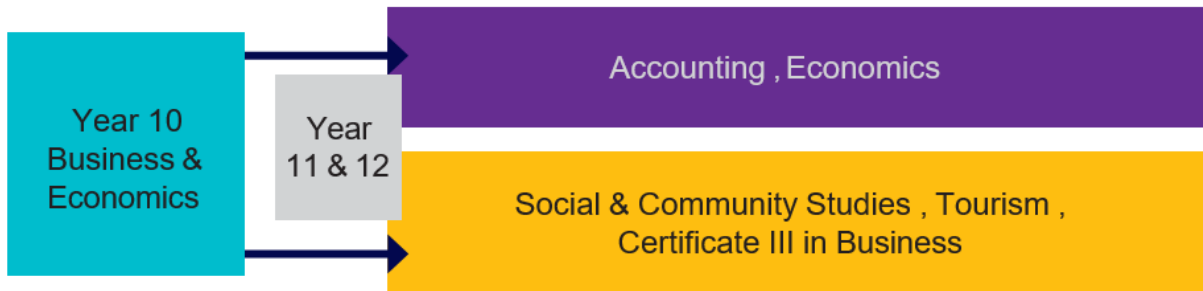 Year 10
Business &
Economics
Year
11 & 12
Accounting , Economics
Social & Community Studies , Tourism ,
Certificate III in Business